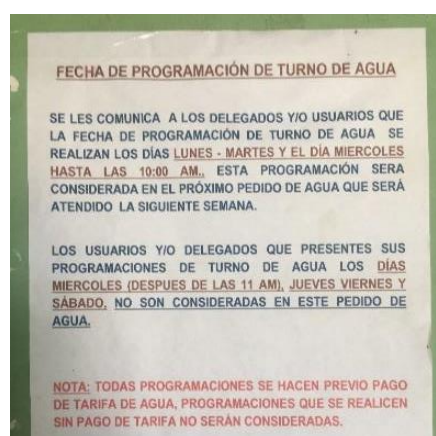 FECHA DE PROGRAMACIÓN DE TURNO DE AGUA
SE LES COMUNICA A LOS DELEGADOS Y/O USUARIOS QUE
LA FECHA DE PROGRAMACIÓN DE TURNO DE AGUA SE
REALIZAN LOS DÍAS LUNES - MARTES Y EL DÍA MIERCOLES
HASTA LAS 10:00 AM., ESTA PROGRAMACIÓN SERA
CONSIDERADA EN EL PRÓXIMO PEDIDO DE AGUA QUE SERÁ
ATENDIDO LA SIGUIENTE SEMANA.
LOS USUARIOS Y/O DELEGADOS QUE PRESENTES SUS
PROGRAMACIONES DE TURNO DE AGUA LOS DÍAS
MIERCOLES (DESPUES DE LAS 11 AM), JUEVES VIERNES Y
SÁBADO, NO SON CONSIDERADAS EN ESTE PEDIDO DE
AGUA.
NOTA: TODAS PROGRAMACIONES SE HACEN PREVIO PAGO
DE TARIFA DE AGUA, PROGRAMACIONES QUE SE REALICEN
SIN PAGO DE TARIFA NO SERÁN CONSIDERADAS.